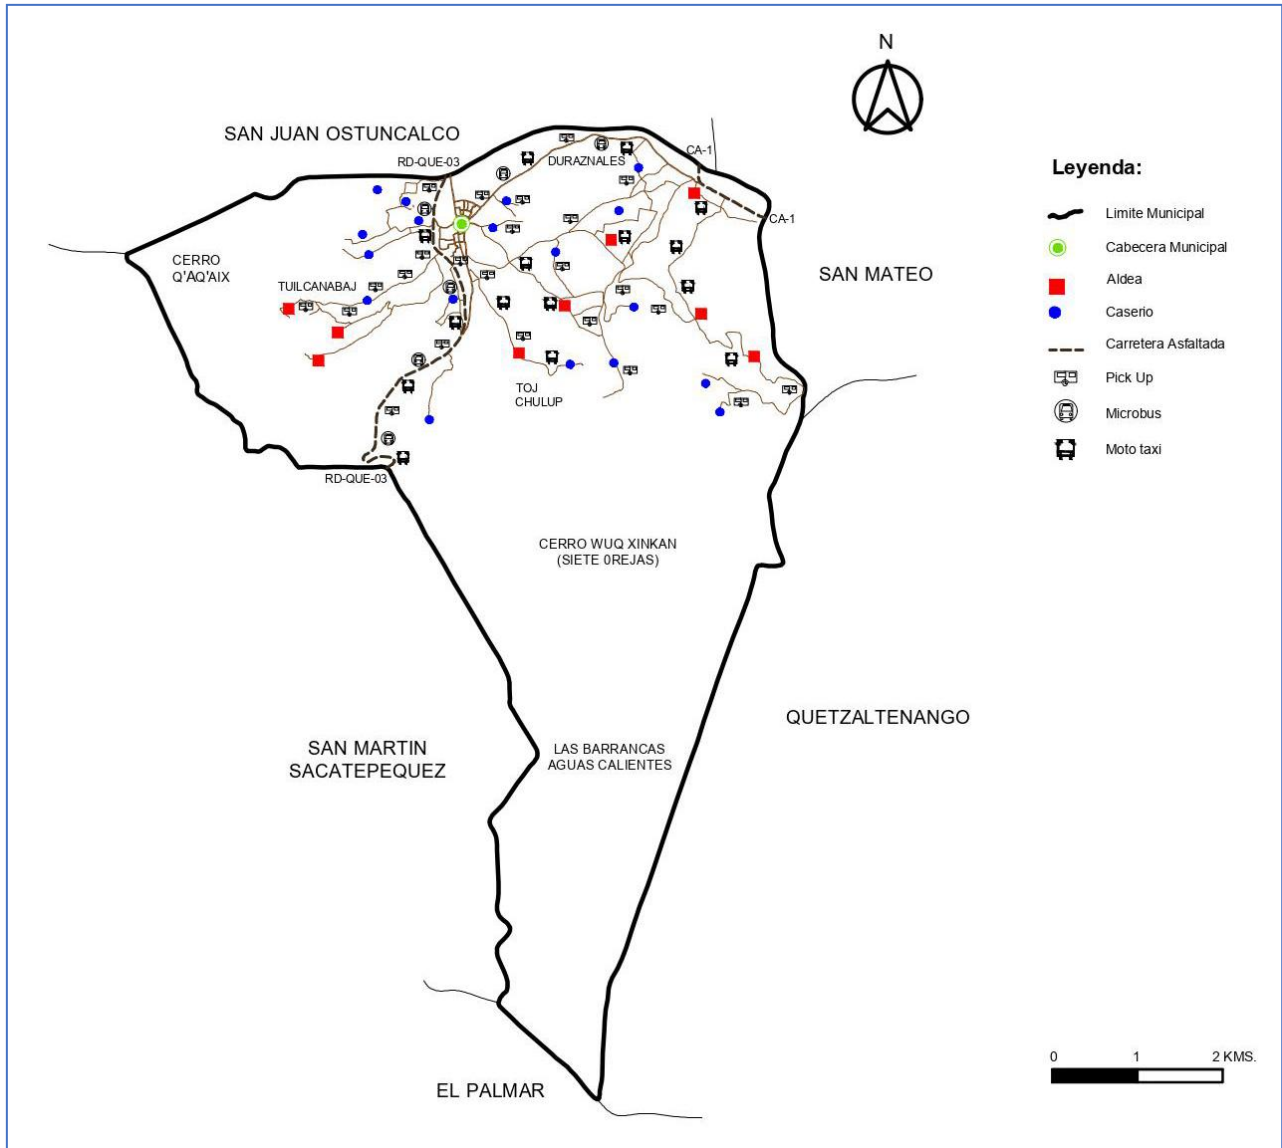 N
SAN JUAN OSTUNCALCO
RD-QUE-03
DURAZNALES
CA-1
CA-1
CERRO
Q'AQ'AIX
TUILCANABAJ
SAN MATEO
TOJ
CHULUP
RD-QUE-03
CERRO WUQ XINKAN
(SIETE 0REJAS)
QUETZALTENANGO
SAN MARTIN
SACATEPEQUEZ
LAS BARRANCAS
AGUAS CALIENTES
EL PALMAR
Leyenda:
Limite Municipal
Cabecera Municipal
Aldea
Caserio
Carretera Asfaltada
Pick Up
Microbus
Moto taxi
0 1 2 KMS.